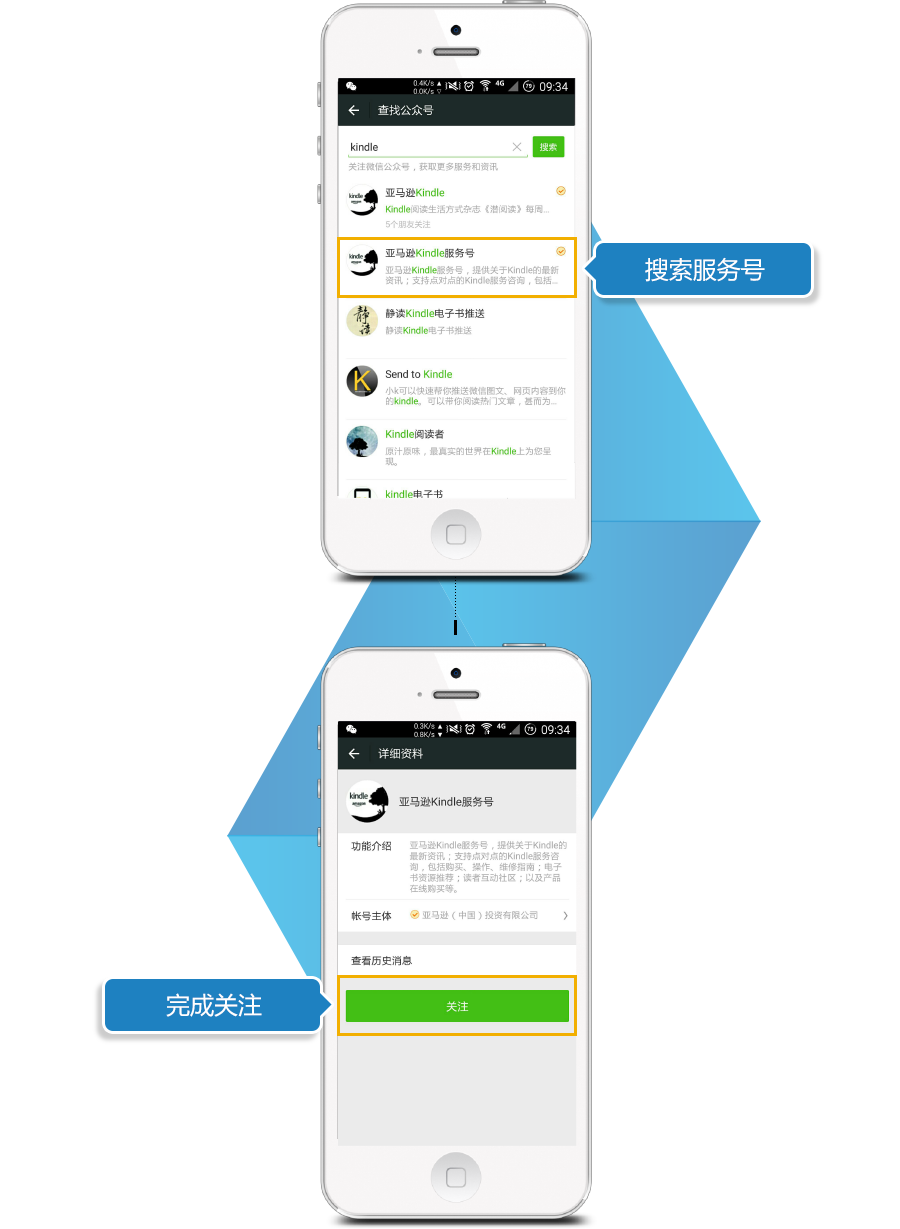 0.4K/s
0.0K/s
4G
79
09:34
查找公众号
kindle
搜索
关注微信公众号，获取更多服务和资讯
kindle
amazon
亚马逊Kindle
Kindle阅读生活方式杂志《潜阅读》每周...
5个朋友关注
kindle
amazon
亚马逊Kindle服务号
亚马逊Kindle服务号，提供关于Kindle的最新
资讯；支持点对点的Kindle服务咨询，包括...
搜索服务号
静读
静读Kindle电子书推送
静读Kindle电子书推送
K
Send to Kindle
小k可以快速帮你推送微信图文、网页内容到你
的kindle。可以带你阅读热门文章，甚而为...
Kindle阅读者
原汁原味，最真实的世界在Kindle上为您呈
现。
kindle电子书
0.3K/s
0.8K/s
4G
79
09:34
详细资料
kindle
amazon
亚马逊Kindle服务号
功能介绍
亚马逊Kindle服务号，提供关于Kindle的
最新资讯；支持点对点的Kindle服务咨
询，包括购买、操作、维修指南；电子
书资源推荐；读者互动社区；以及产品
在线购买等。
帐号主体
亚马逊（中国）投资有限公司
查看历史消息
完成关注
关注